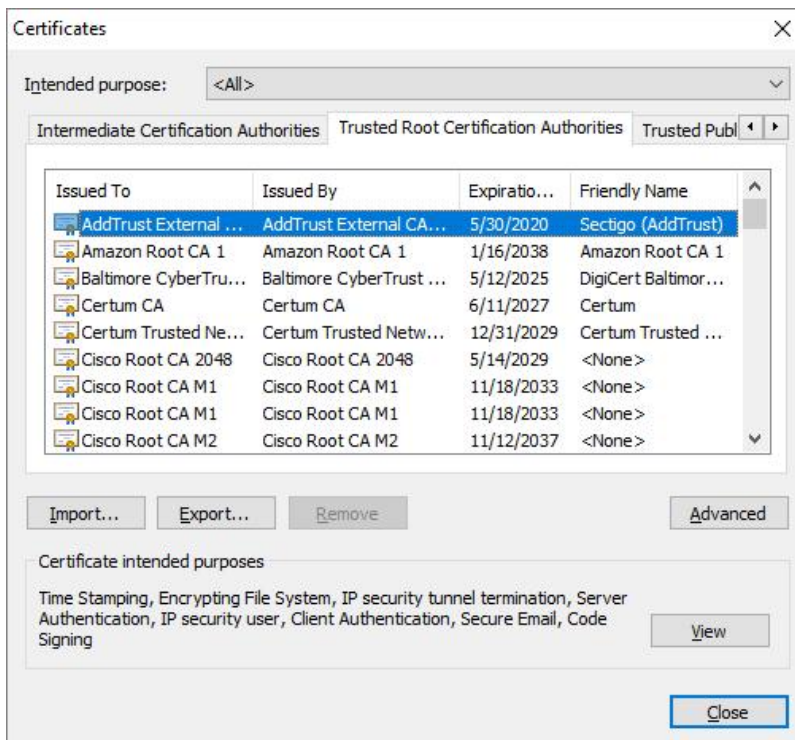 Certificates
Intended purpose: <All>
Intermediate Certification Authorities Trusted Root Certification Authorities Trusted Publ
Issued To Issued By Expiratio... Friendly Name
AddTrust External ... AddTrust External CA... 5/30/2020 Sectigo (AddTrust)
Amazon Root CA 1 Amazon Root CA 1 1/16/2038 Amazon Root CA 1
Baltimore CyberTru... Baltimore CyberTrust ... 5/12/2025 DigiCert Baltimor...
Certum CA Certum CA 6/11/2027 Certum
Certum Trusted Ne... Certum Trusted Netw... 12/31/2029 Certum Trusted ...
Cisco Root CA 2048 Cisco Root CA 2048 5/14/2029 <None>
Cisco Root CA M1 Cisco Root CA M1 11/18/2033 <None>
Cisco Root CA M1 Cisco Root CA M1 11/18/2033 <None>
Cisco Root CA M2 Cisco Root CA M2 11/12/2037 <None>
Import... Export... Remove Advanced
Certificate intended purposes
Time Stamping, Encrypting File System, IP security tunnel termination, Server
Authentication, IP security user, Client Authentication, Secure Email, Code
Signing
View
Close